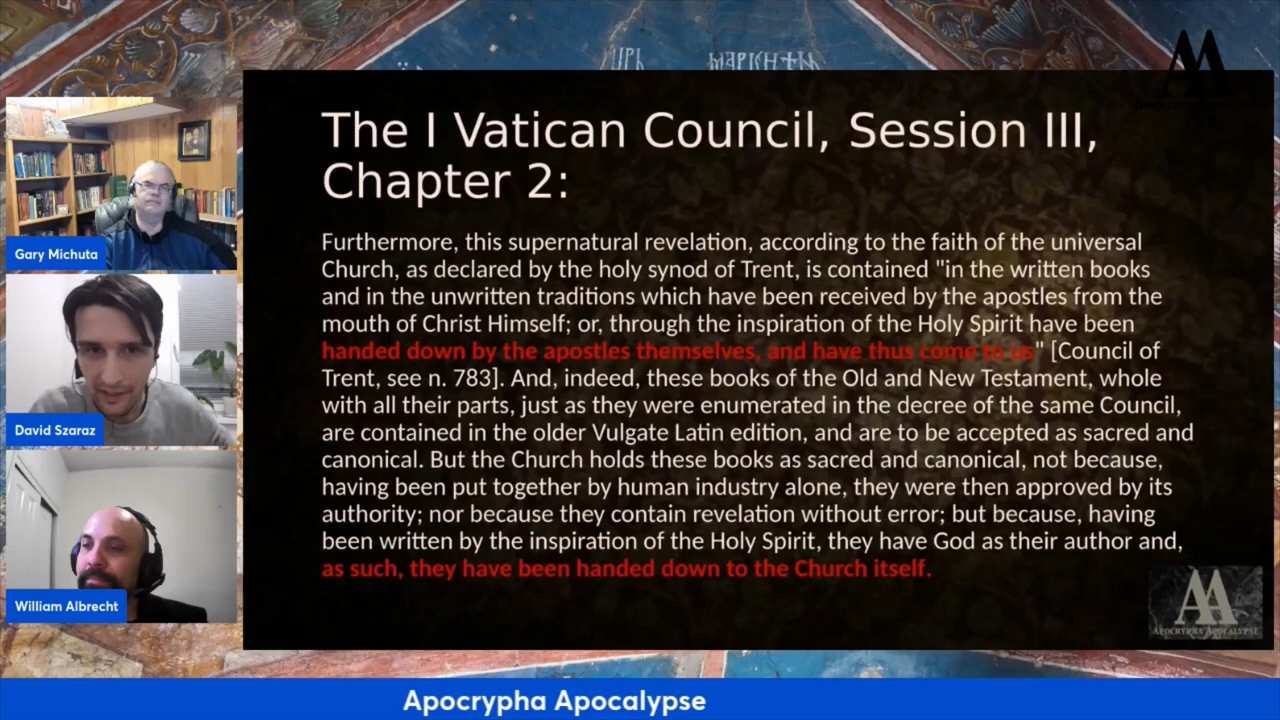 ЦРЬ
The I Vatican Council, Session III,
Chapter 2:
Furthermore, this supernatural revelation, according to the faith of the universal
Church, as declared by the holy synod of Trent, is contained "in the written books
and in the unwritten traditions which have been received by the apostles from the
mouth of Christ Himself; or, through the inspiration of the Holy Spirit have been
handed down by the apostles themselves, and have thus come to us" [Council of
Trent, see n. 783]. And, indeed, these books of the Old and New Testament, whole
with all their parts, just as they were enumerated in the decree of the same Council,
are contained in the older Vulgate Latin edition, and are to be accepted as sacred and
canonical. But the Church holds these books as sacred and canonical, not because,
having been put together by human industry alone, they were then approved by its
authority; nor because they contain revelation without error; but because, having
been written by the inspiration of the Holy Spirit, they have God as their author and,
as such, they have been handed down to the Church itself.
Gary Michuta
David Szaraz
William Albrecht
AA
APOCRYPHA APOCALYPSE
Apocrypha Apocalypse